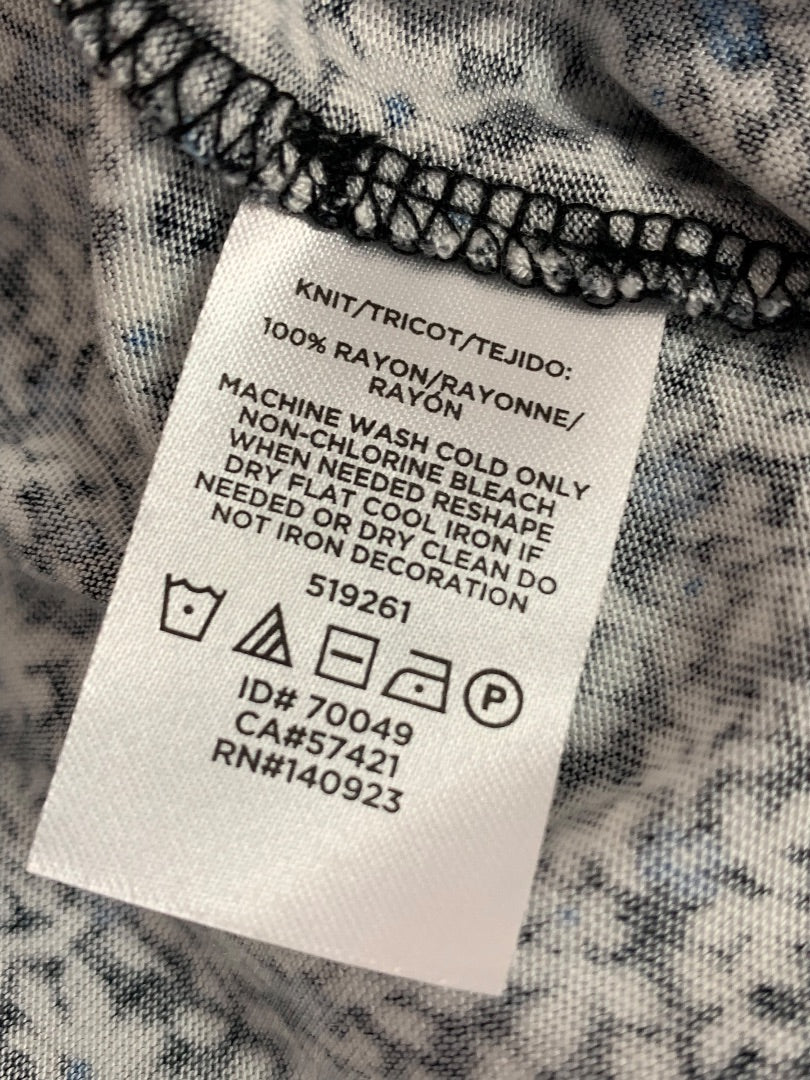 KNIT/TRICOT/TEJIDO:
100% RAYON/RAYONNE/
RAYÓN
MACHINE WASH COLD ONLY
NON-CHLORINE BLEACH
WHEN NEEDED RESHAPE
DRY FLAT COOL IRON IF
NEEDED OR DRY CLEAN DO
NOT IRON DECORATION
519261
P
ID# 70049
CA#57421
RN#140923